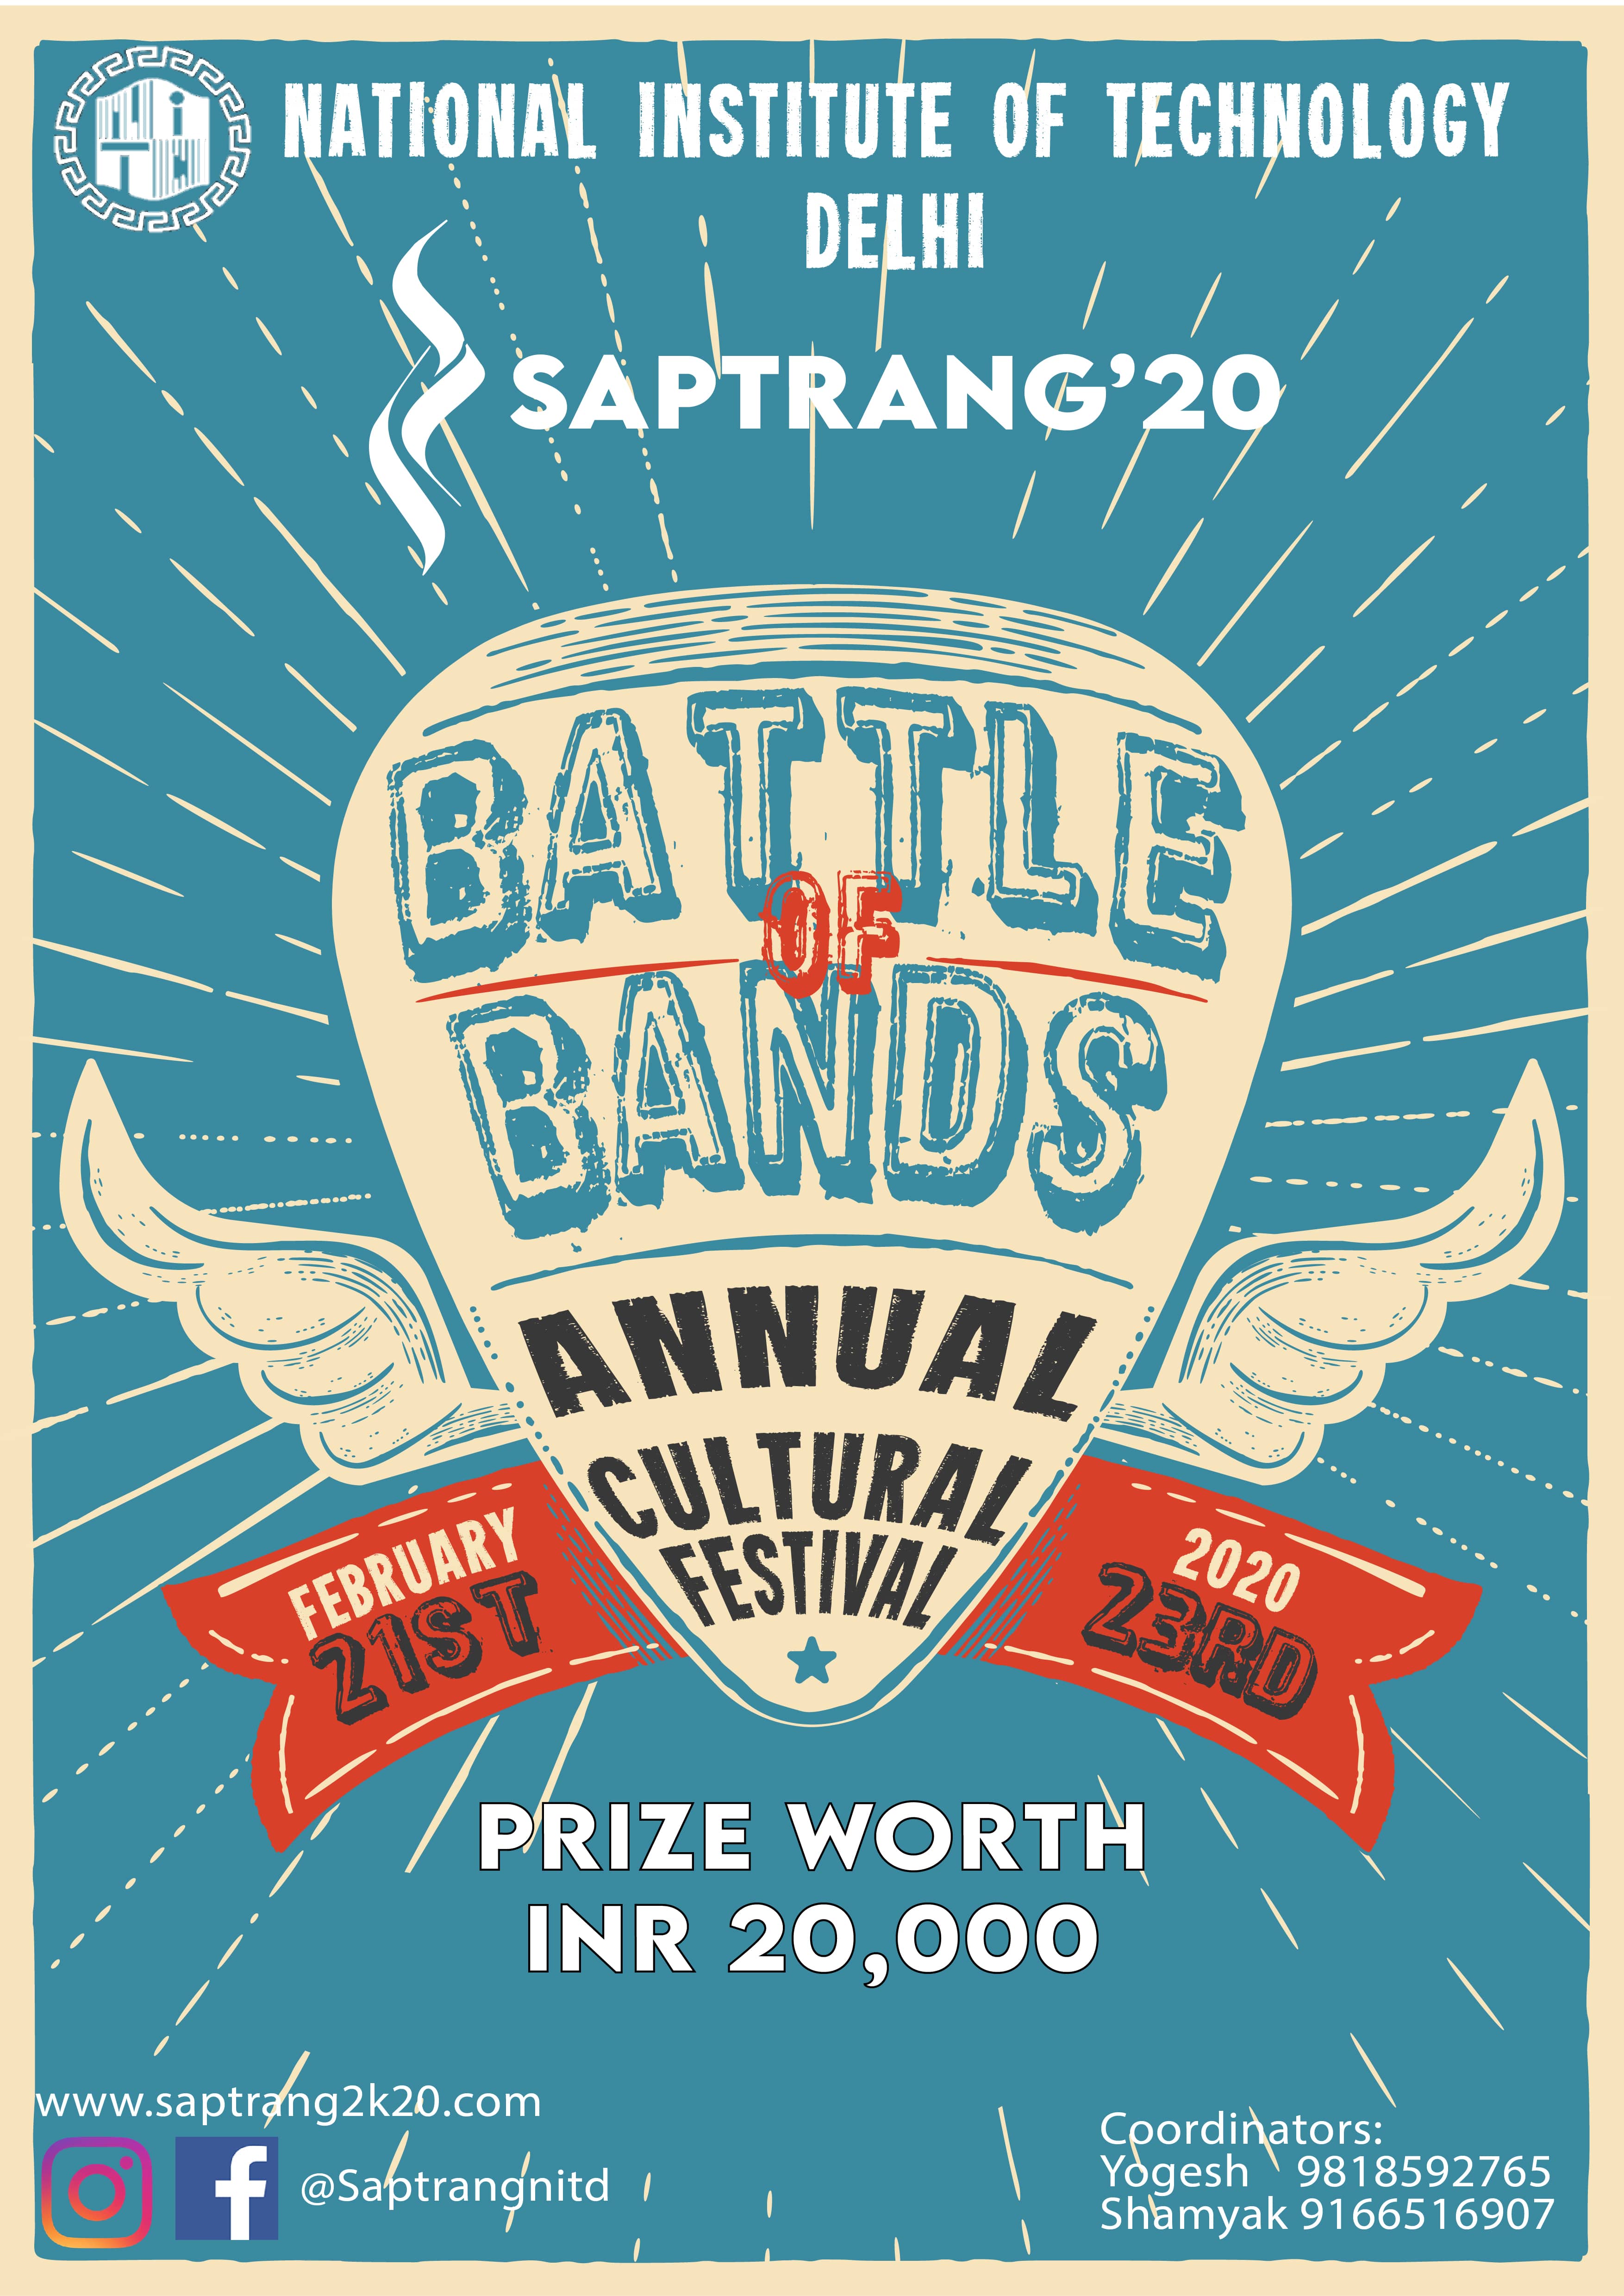 NATIONAL INSTITUTE OF TECHNOLOGY
DELHI
SAPTRANG'20
BATTLE
OF
BANDS
ANNUAL
CULTURAL
FESTIVAL
FEBRUARY
21ST
2020
23RD
PRIZE WORTH
INR 20,000
www.saptrang2k20.com
@Saptrangnitd
Coordinators:
Yogesh 9818592765
Shamyak 9166516907